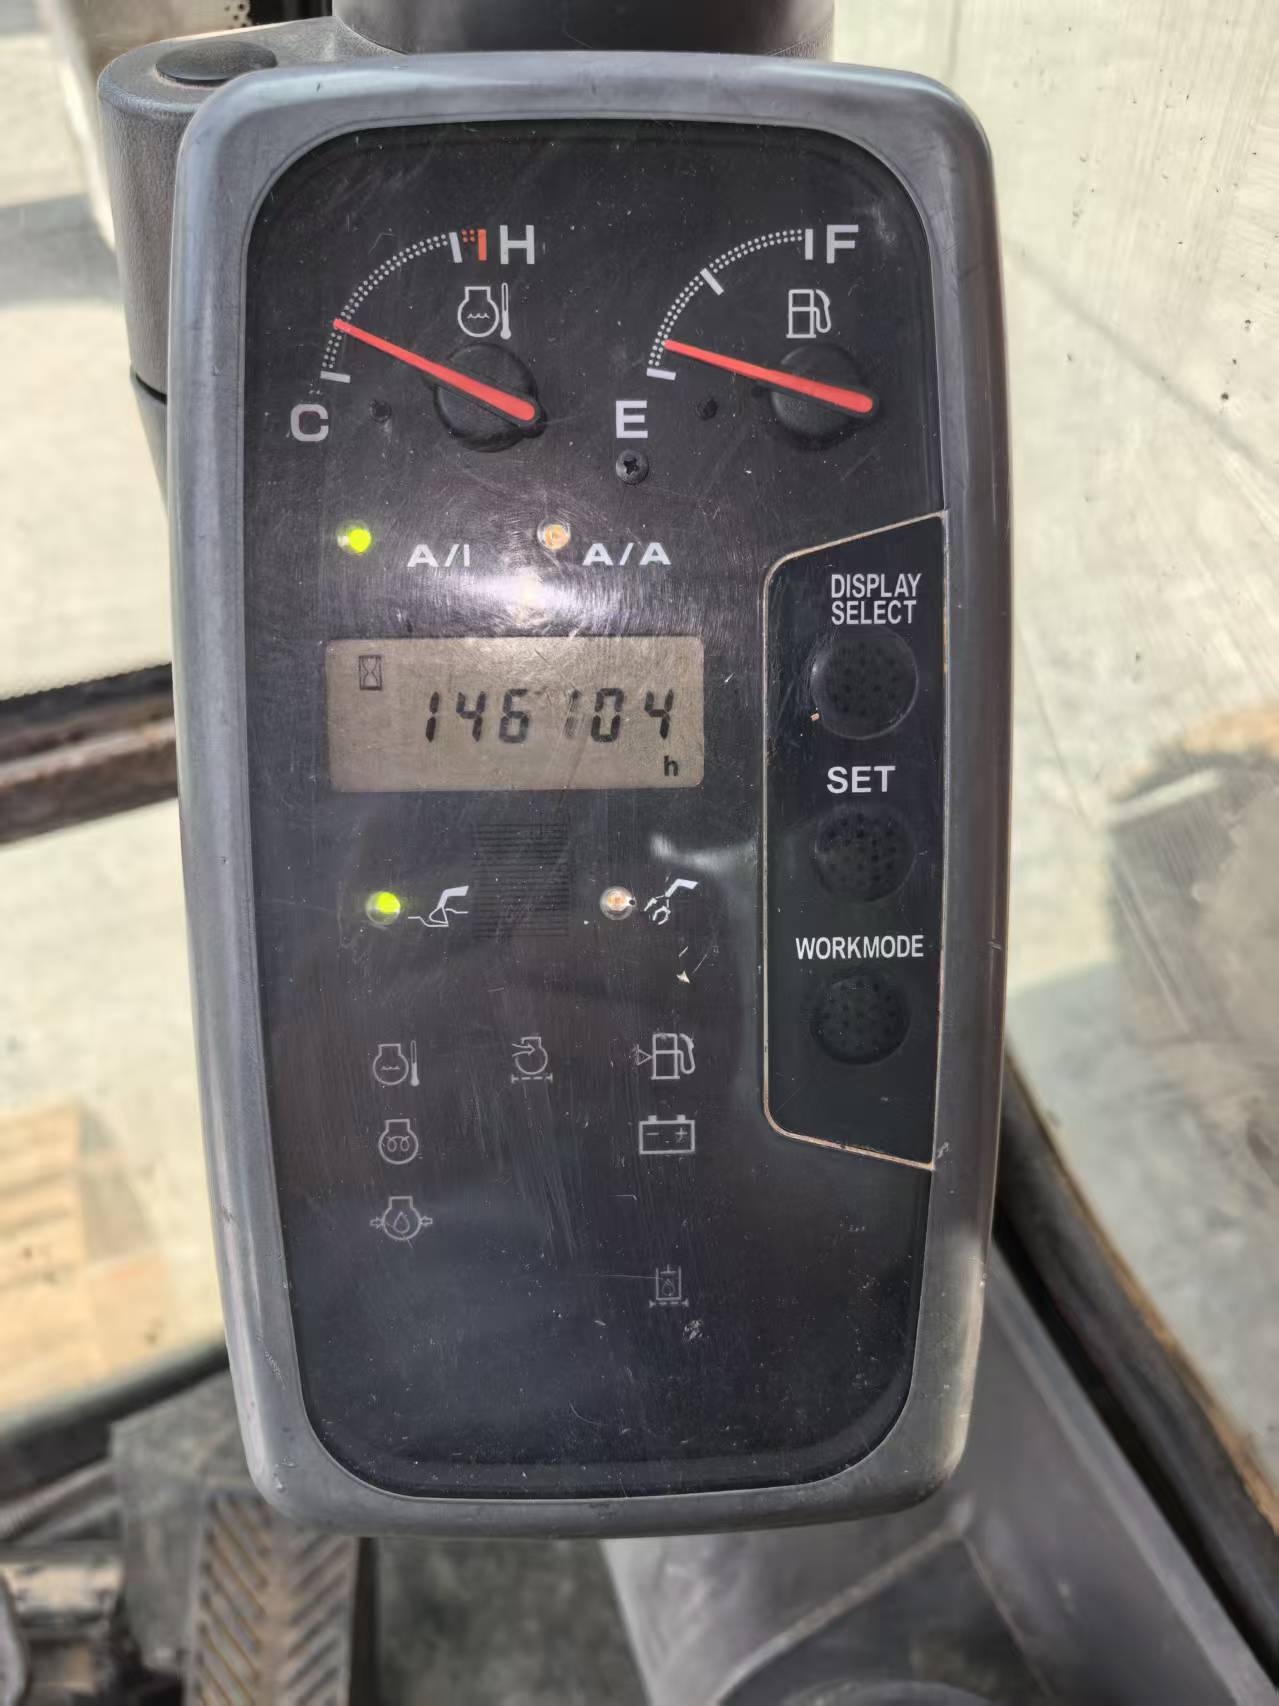 H F
C E
A/I A/A
DISPLAY
SELECT
146104
h
SET
WORKMODE